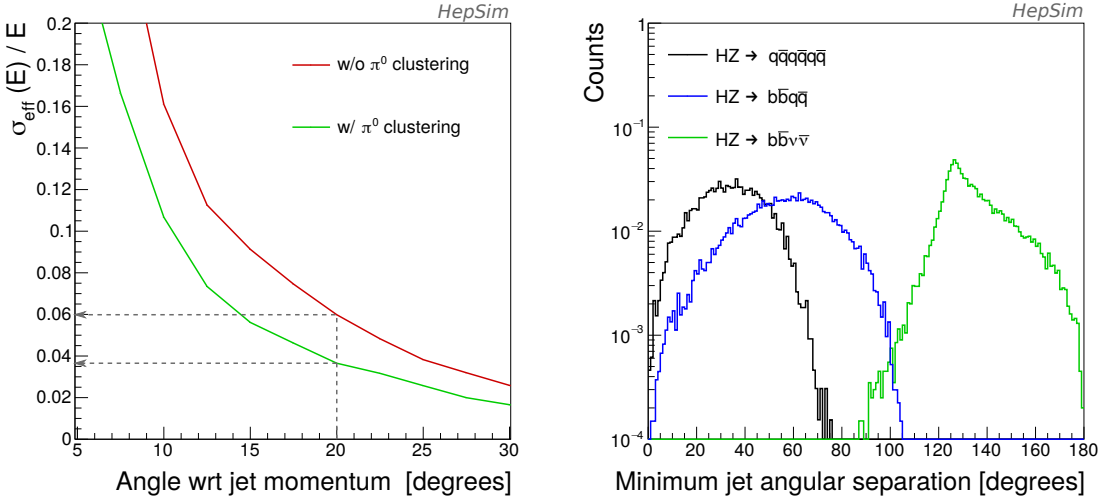 HepSim
σeff (E) / E
0.2
0.18
0.16
0.14
0.12
0.1
0.08
0.06
0.04
0.02
0
w/o π⁰ clustering
w/ π⁰ clustering
5 10 15 20 25 30
Angle wrt jet momentum [degrees]
HepSim
Counts
1
10⁻¹
10⁻²
10⁻³
10⁻⁴
HZ → qq̅qq̅qq̅
HZ → bb̅qq̅
HZ → bb̅νν̅
0 20 40 60 80 100 120 140 160 180
Minimum jet angular separation [degrees]